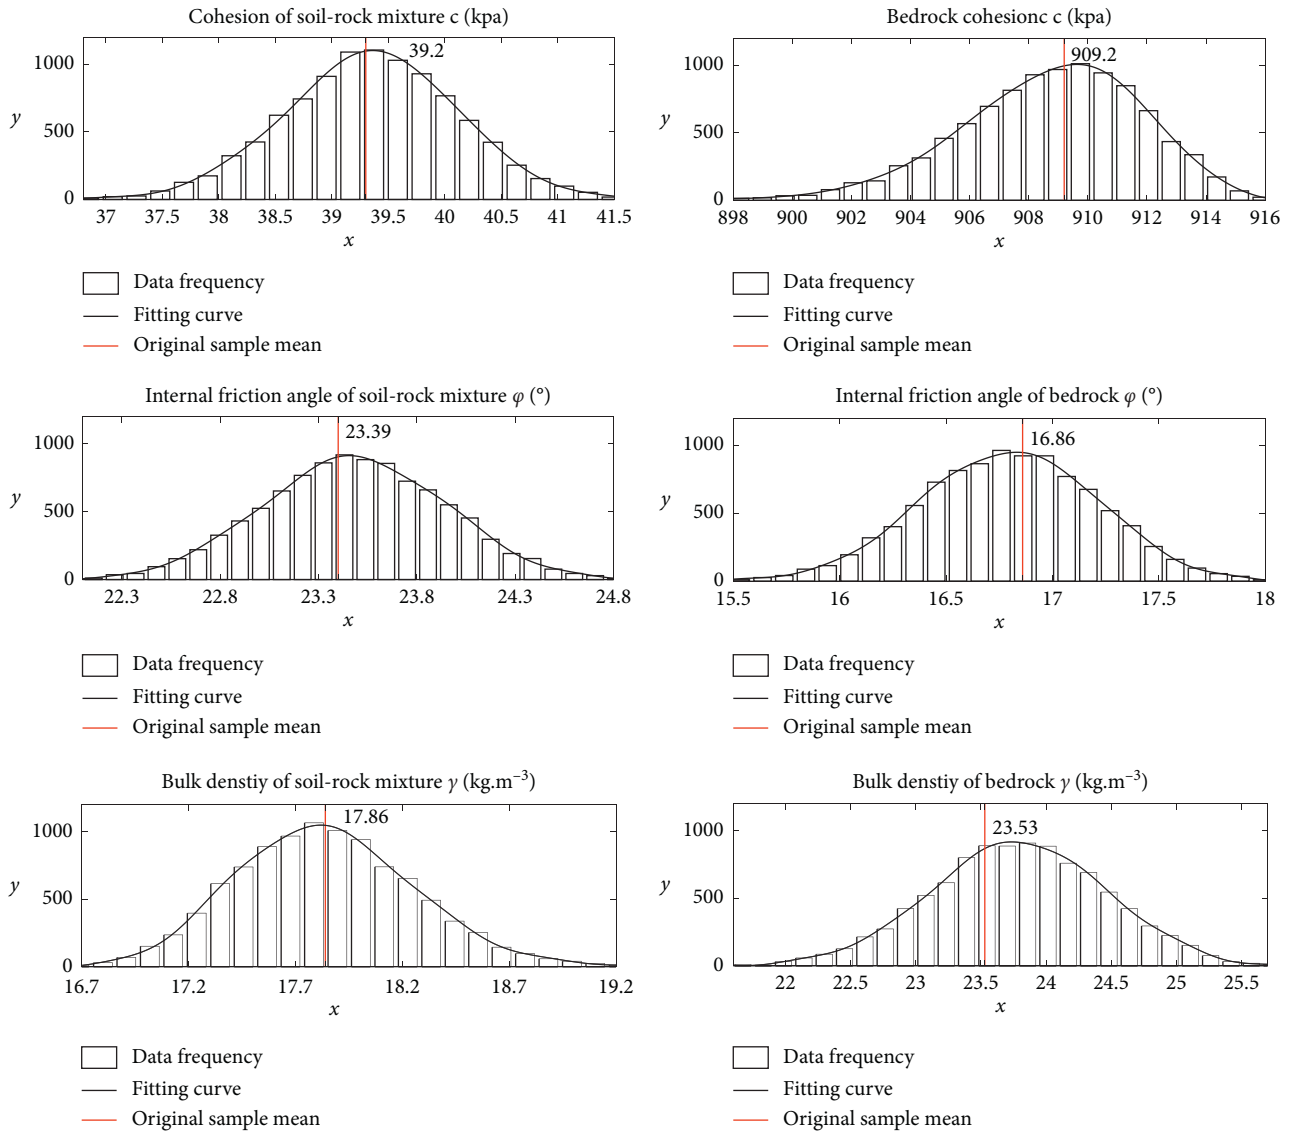 Cohesion of soil-rock mixture c (kpa)
39.2
1000
500
0
y
37 37.5 38 38.5 39 39.5 40 40.5 41 41.5
x
Data frequency
Fitting curve
Original sample mean
Bedrock cohesionc c (kpa)
909.2
1000
500
0
y
898 900 902 904 906 908 910 912 914 916
x
Data frequency
Fitting curve
Original sample mean
Internal friction angle of soil-rock mixture φ (°)
23.39
1000
500
0
y
22.3 22.8 23.3 23.8 24.3 24.8
x
Data frequency
Fitting curve
Original sample mean
Internal friction angle of bedrock φ (°)
16.86
1000
500
0
y
15.5 16 16.5 17 17.5 18
x
Data frequency
Fitting curve
Original sample mean
Bulk denstiy of soil-rock mixture γ (kg.m⁻³)
17.86
1000
500
0
y
16.7 17.2 17.7 18.2 18.7 19.2
x
Data frequency
Fitting curve
Original sample mean
Bulk denstiy of bedrock γ (kg.m⁻³)
23.53
1000
500
0
y
22 22.5 23 23.5 24 24.5 25 25.5
x
Data frequency
Fitting curve
Original sample mean